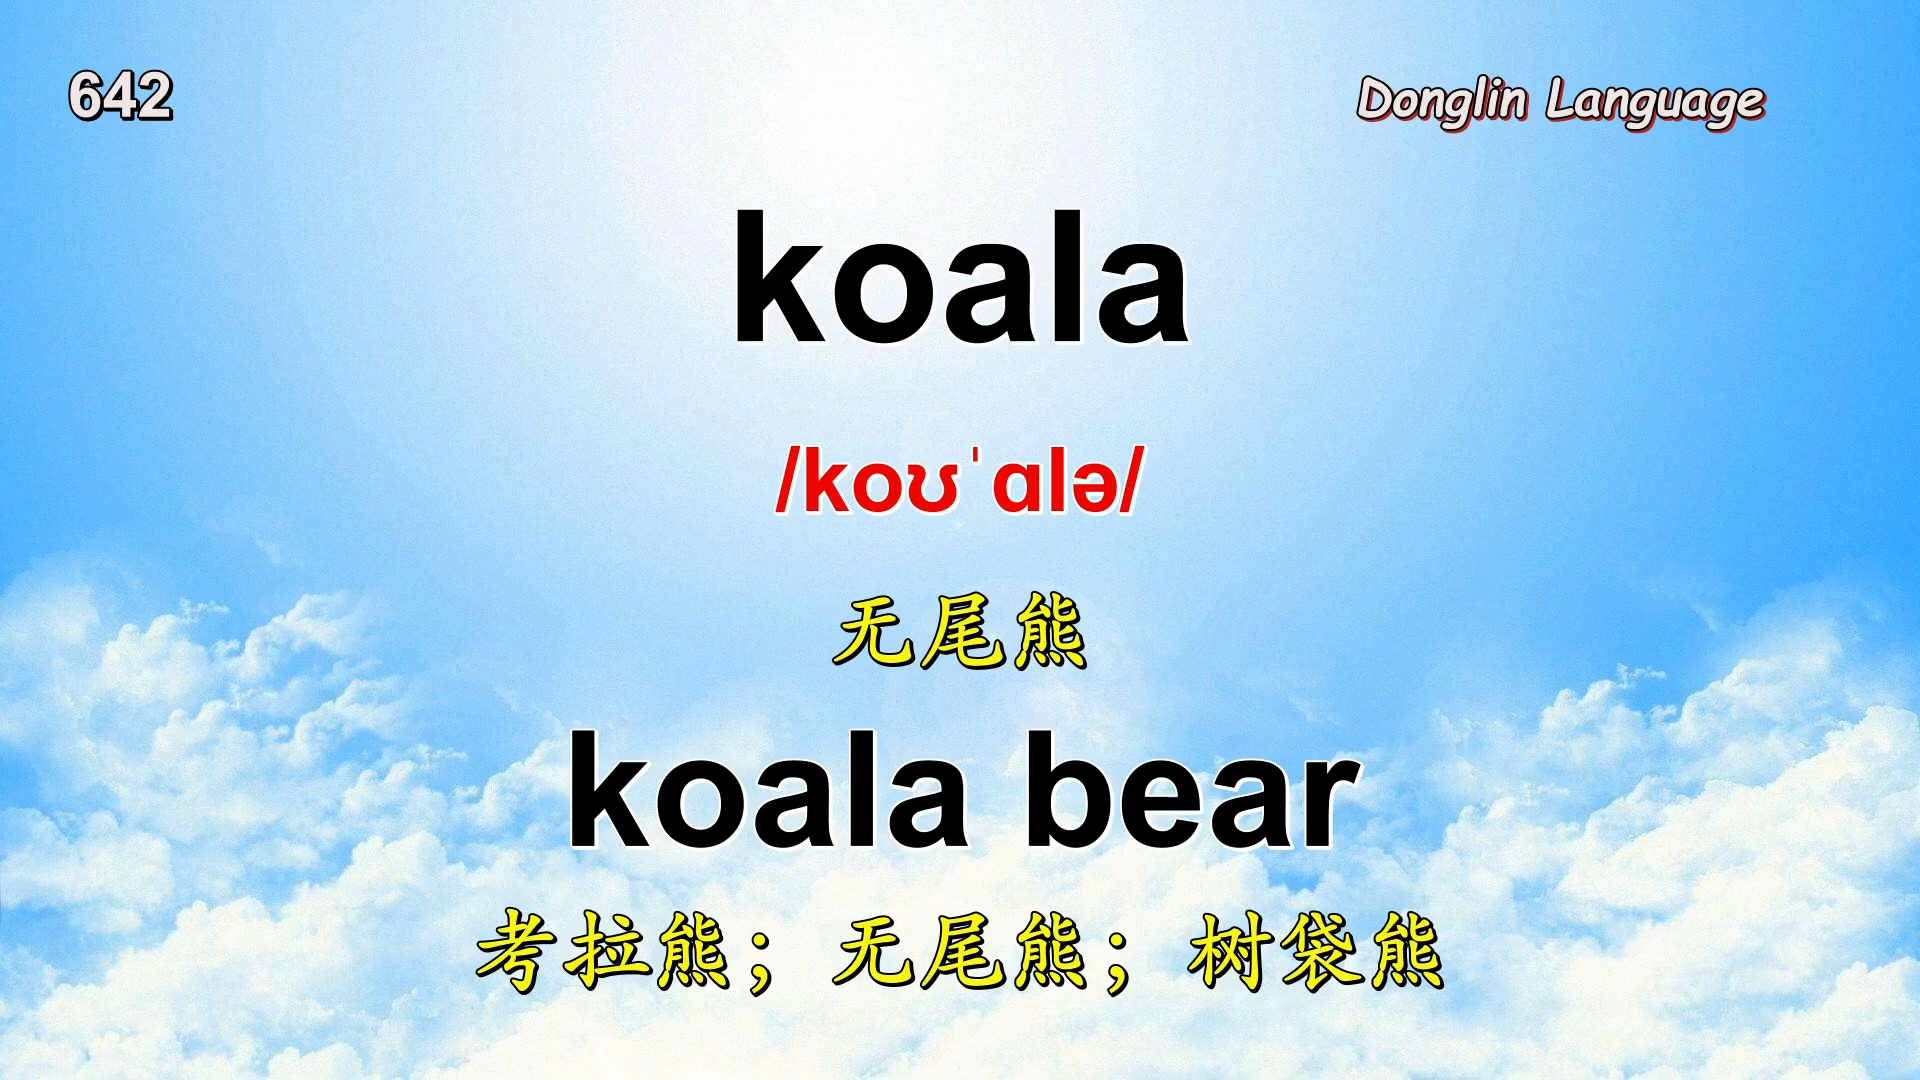 642
Donglin Language
koala
/koʊˈɑlə/
无尾熊
koala bear
考拉熊；无尾熊；树袋熊